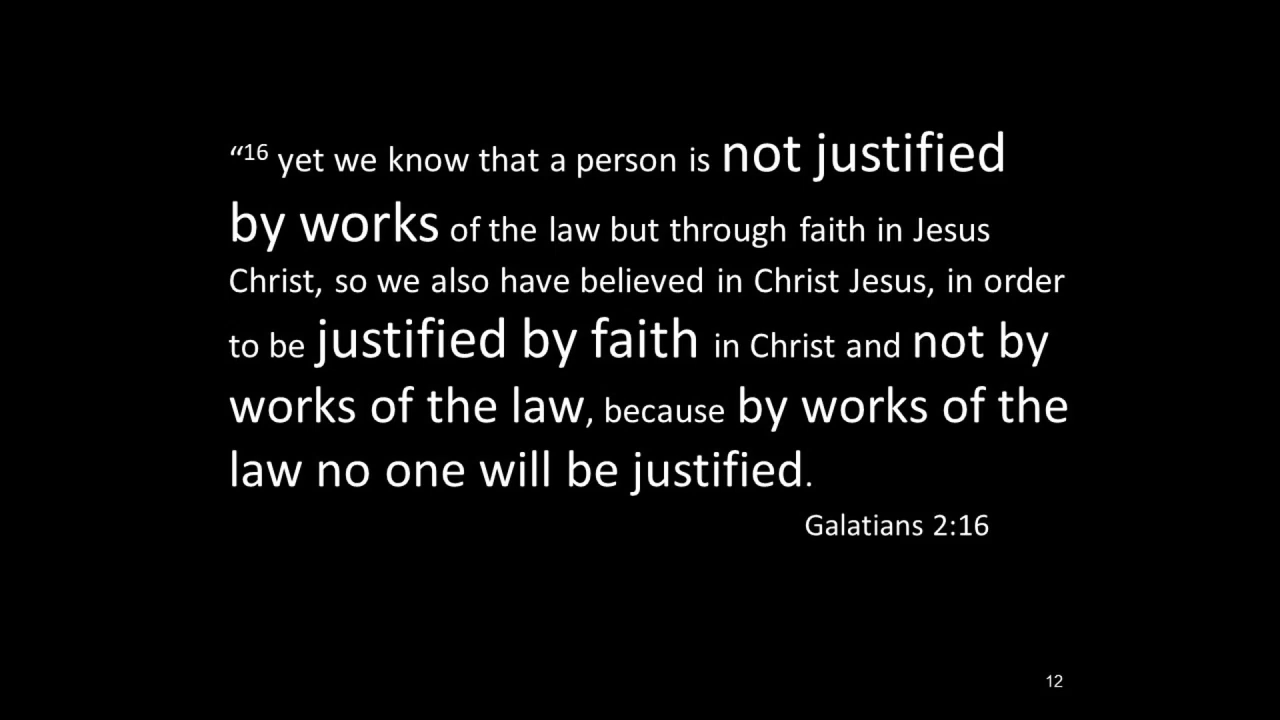 “16 yet we know that a person is not justified
by works of the law but through faith in Jesus
Christ, so we also have believed in Christ Jesus, in order
to be justified by faith in Christ and not by
works of the law, because by works of the
law no one will be justified.
Galatians 2:16
12